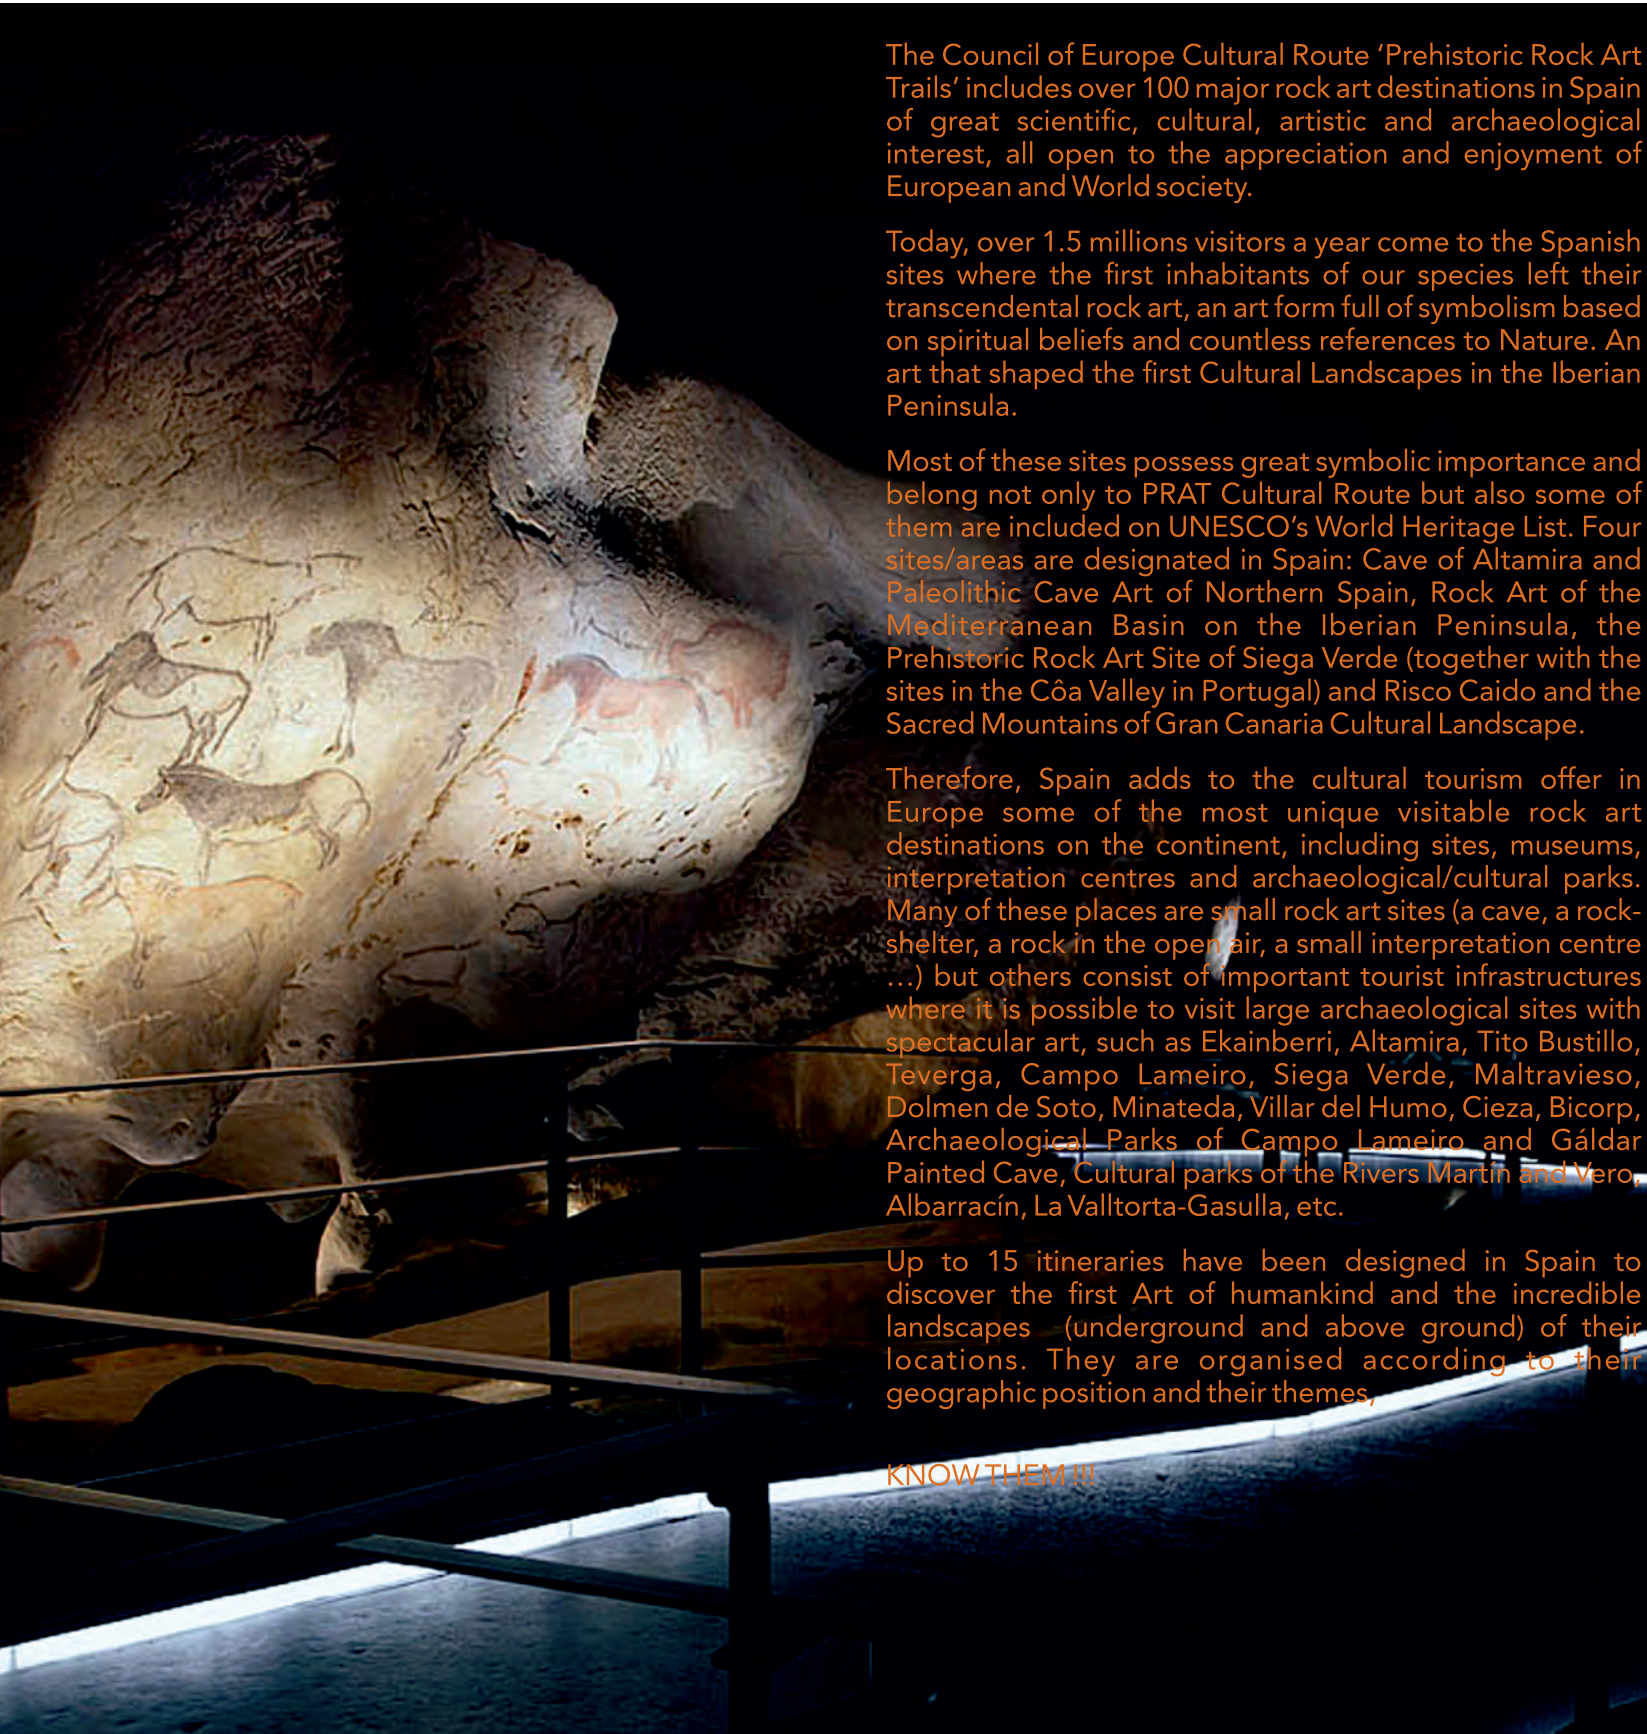 The Council of Europe Cultural Route ‘Prehistoric Rock Art
Trails’ includes over 100 major rock art destinations in Spain
of great scientific, cultural, artistic and archaeological
interest, all open to the appreciation and enjoyment of
European and World society.
Today, over 1.5 millions visitors a year come to the Spanish
sites where the first inhabitants of our species left their
transcendental rock art, an art form full of symbolism based
on spiritual beliefs and countless references to Nature. An
art that shaped the first Cultural Landscapes in the Iberian
Peninsula.
Most of these sites possess great symbolic importance and
belong not only to PRAT Cultural Route but also some of
them are included on UNESCO’s World Heritage List. Four
sites/areas are designated in Spain: Cave of Altamira and
Paleolithic Cave Art of Northern Spain, Rock Art of the
Mediterranean Basin on the Iberian Peninsula, the
Prehistoric Rock Art Site of Siega Verde (together with the
sites in the Côa Valley in Portugal) and Risco Caido and the
Sacred Mountains of Gran Canaria Cultural Landscape.
Therefore, Spain adds to the cultural tourism offer in
Europe some of the most unique visitable rock art
destinations on the continent, including sites, museums,
interpretation centres and archaeological/cultural parks.
Many of these places are small rock art sites (a cave, a rock-
shelter, a rock in the open air, a small interpretation centre
…) but others consist of important tourist infrastructures
where it is possible to visit large archaeological sites with
spectacular art, such as Ekainberri, Altamira, Tito Bustillo,
Teverga, Campo Lameiro, Siega Verde, Maltravieso,
Dolmen de Soto, Minateda, Villar del Humo, Cieza, Bicorp,
Archaeological Parks of Campo Lameiro and Gáldar
Painted Cave, Cultural parks of the Rivers Martín and Vero,
Albarracín, La Valltorta-Gasulla, etc.
Up to 15 itineraries have been designed in Spain to
discover the first Art of humankind and the incredible
landscapes (underground and above ground) of their
locations. They are organised according to their
geographic position and their themes,
KNOW THEM !!!